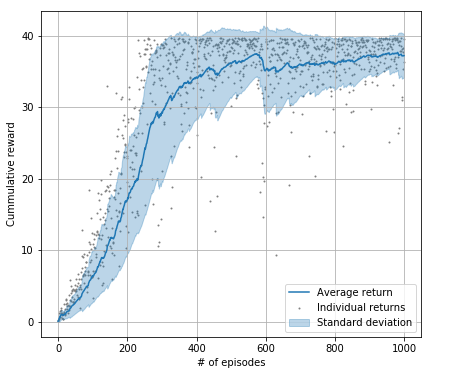 40
30
20
10
0
Cummulative reward
0 200 400 600 800 1000
# of episodes
Average return
Individual returns
Standard deviation